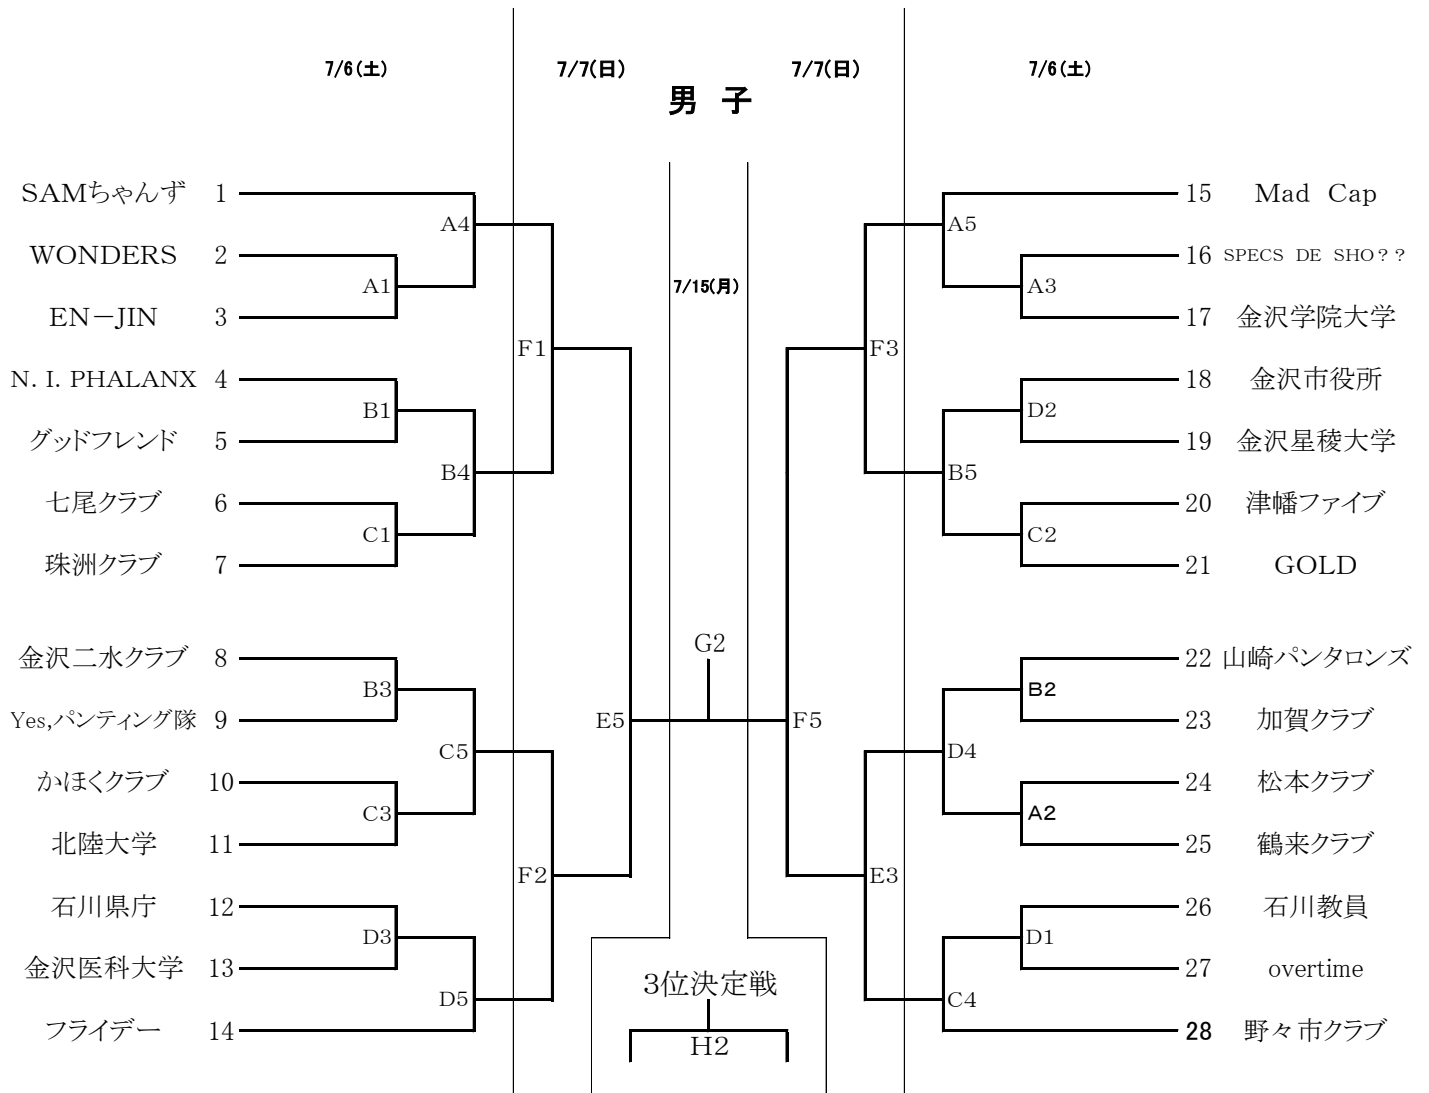 7/6(土) 7/7(日) 7/7(日) 7/6(土)
男 子
SAMちゃんず 1 15 Mad Cap
A4 A5
WONDERS 2 16 SPECS DE SHO??
A1 7/15(月) A3
EN－JIN 3 17 金沢学院大学
F1 F3
N. I. PHALANX 4 18 金沢市役所
B1 D2
グッドフレンド 5 19 金沢星稜大学
B4 B5
七尾クラブ 6 20 津幡ファイブ
C1 C2
珠洲クラブ 7 21 GOLD
G2
金沢二水クラブ 8 22 山崎パンタロンズ
B3 B2
Yes,パンティング隊 9 E5 F5 23 加賀クラブ
C5 D4
かほくクラブ 10 24 松本クラブ
C3 A2
北陸大学 11 25 鶴来クラブ
F2 E3
石川県庁 12 26 石川教員
D3 D1
金沢医科大学 13 27 overtime
3位決定戦
D5 C4
フライデー 14 28 野々市クラブ
H2